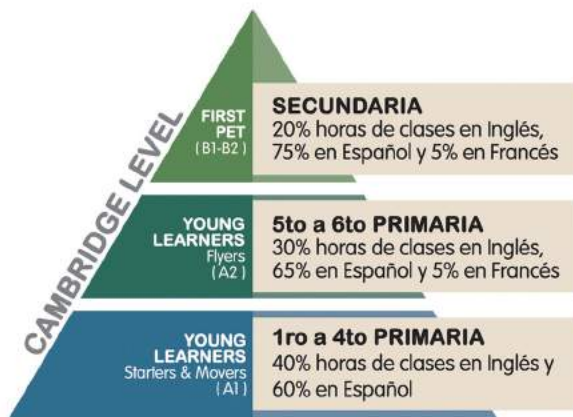 CAMBRIDGE LEVEL
FIRST
PET
(B1-B2)
SECUNDARIA
20% horas de clases en Inglés,
75% en Español y 5% en Francés
YOUNG
LEARNERS
Flyers
(A2)
5to a 6to PRIMARIA
30% horas de clases en Inglés,
65% en Español y 5% en Francés
YOUNG
LEARNERS
Starters & Movers
(A1)
1ro a 4to PRIMARIA
40% horas de clases en Inglés y
60% en Español